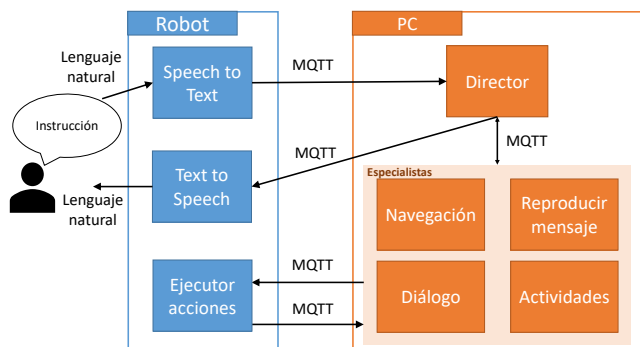 Robot
PC
Lenguaje
natural
Speech to
Text
MQTT
Director
Instrucción
MQTT
MQTT
Text to
Speech
Lenguaje
natural
Especialistas
Navegación
Reproducir
mensaje
Ejecutor
acciones
MQTT
MQTT
Diálogo
Actividades